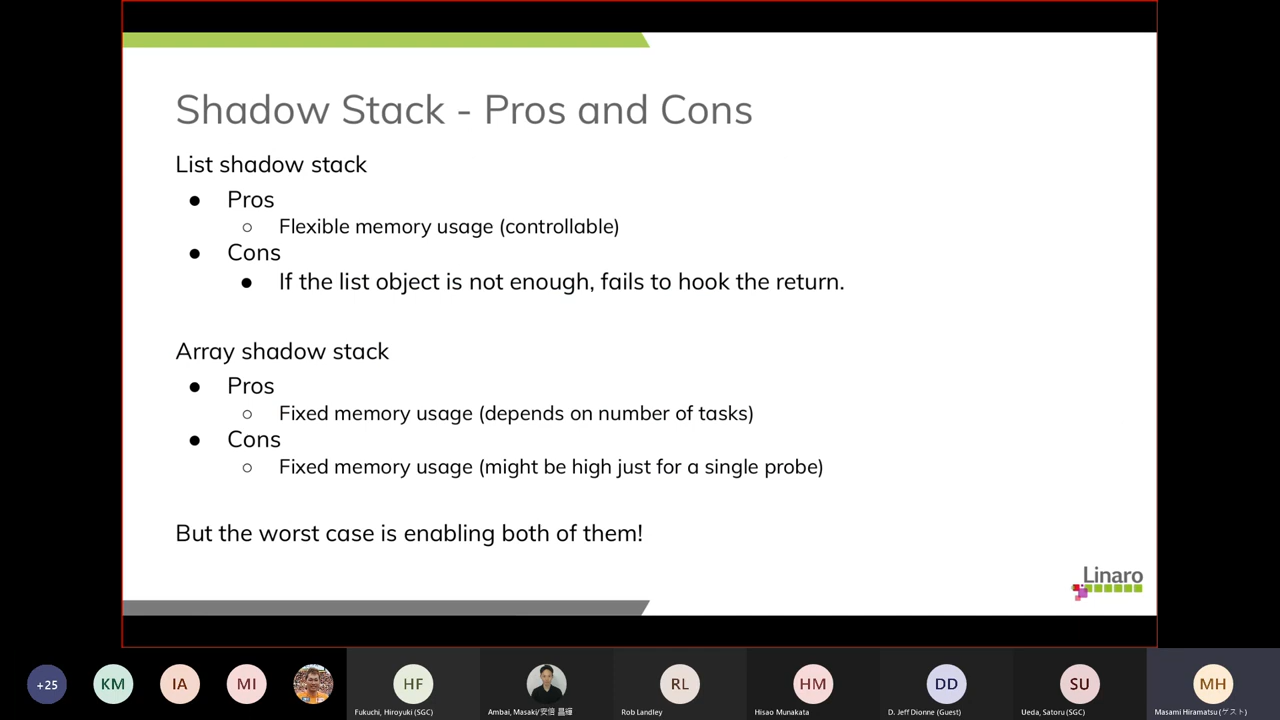 Shadow Stack - Pros and Cons
List shadow stack
● Pros
○ Flexible memory usage (controllable)
● Cons
● If the list object is not enough, fails to hook the return.
Array shadow stack
● Pros
○ Fixed memory usage (depends on number of tasks)
● Cons
○ Fixed memory usage (might be high just for a single probe)
But the worst case is enabling both of them!
Linaro
+25 KM IA MI HF RL HM DD SU MH
Fukuchi, Hiroyuki (SGC) Ambai, Masaki/安倍 昌輝 Rob Landley Hisao Munakata D. Jeff Dionne (Guest) Ueda, Satoru (SGC) Masami Hiramatsu (ゲスト)